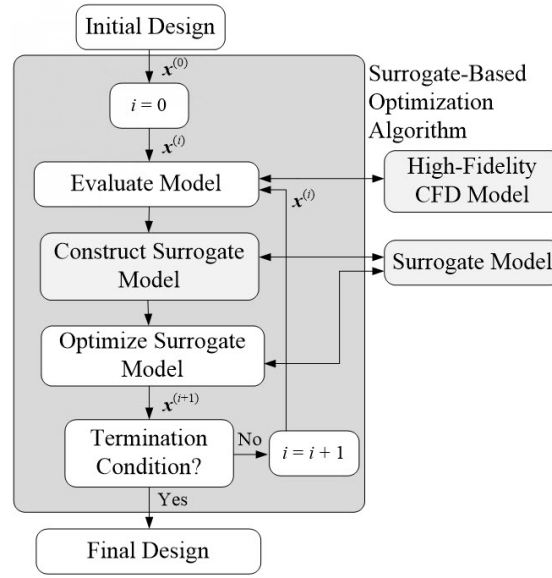 Initial Design
x(0)
i = 0
x(i)
Surrogate-Based
Optimization
Algorithm
Evaluate Model
High-Fidelity
CFD Model
x(i)
Construct Surrogate
Model
Surrogate Model
Optimize Surrogate
Model
x(i+1)
Termination
Condition?
No
i = i + 1
Yes
Final Design